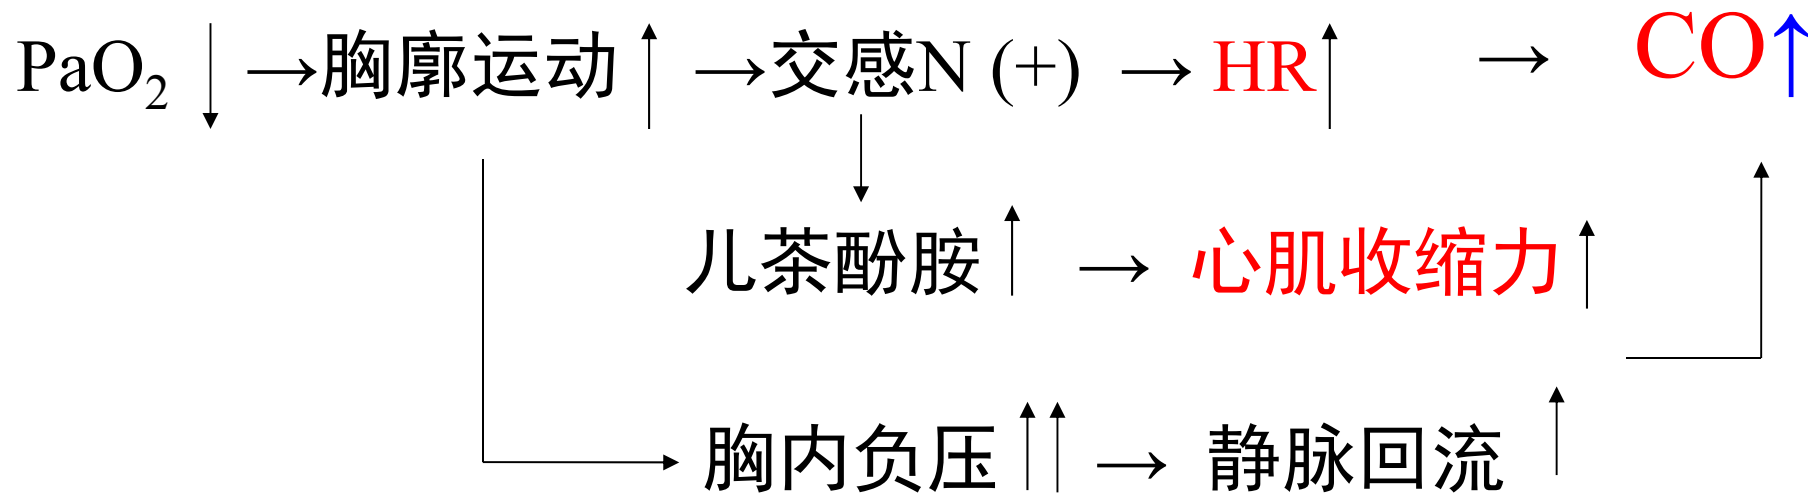 PaO₂ ↓ →胸廓运动 ↑ →交感N (+) → HR↑ → CO↑
儿茶酚胺 ↑ → 心肌收缩力 ↑
胸内负压 ↑↑ → 静脉回流 ↑